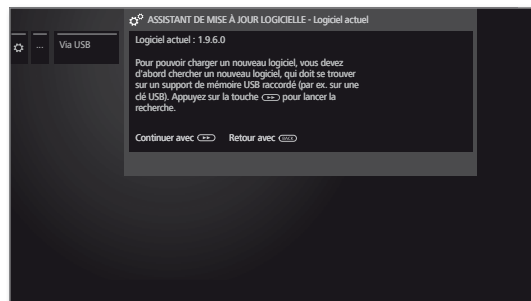 ASSISTANT DE MISE À JOUR LOGICIELLE - Logiciel actuel
... Via USB
Logiciel actuel : 1.9.6.0
Pour pouvoir charger un nouveau logiciel, vous devez
d'abord chercher un nouveau logiciel, qui doit se trouver
sur un support de mémoire USB raccordé (par ex. sur une
clé USB). Appuyez sur la touche pour lancer la
recherche.
Continuer avec Retour avec BACK